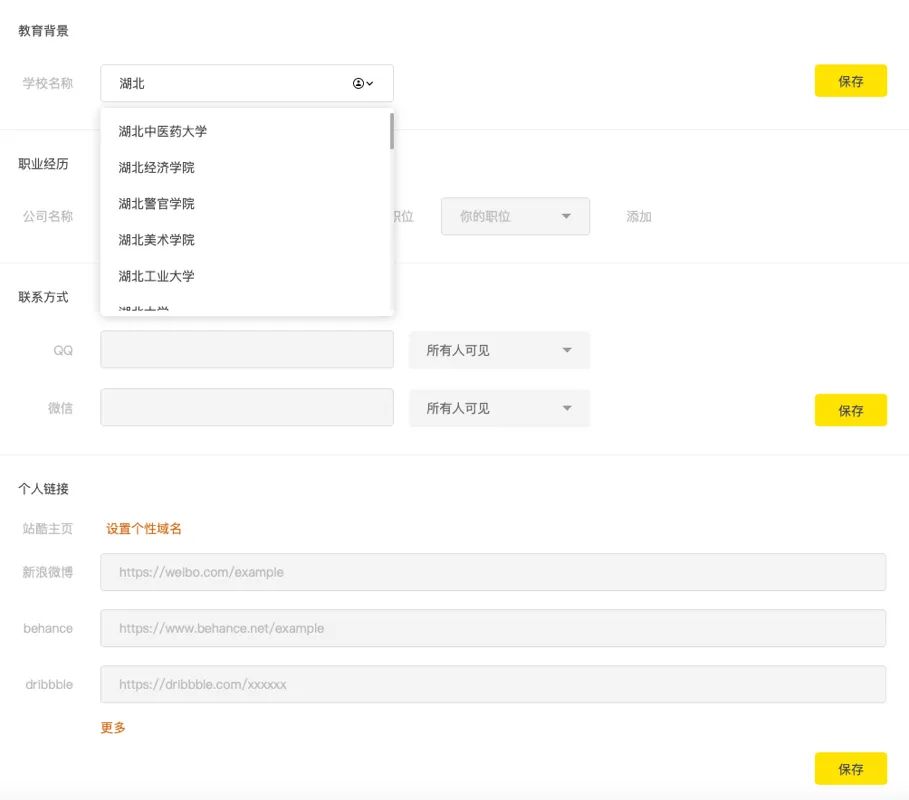 教育背景
学校名称 湖北 保存
湖北中医药大学
湖北经济学院
职业经历
湖北警官学院
公司名称 职位 你的职位 添加
湖北美术学院
湖北工业大学
联系方式
湖北大学
QQ 所有人可见
微信 所有人可见 保存
个人链接
站酷主页 设置个性域名
新浪微博 https://weibo.com/example
behance https://www.behance.net/example
dribbble https://dribbble.com/xxxxxx
更多
保存